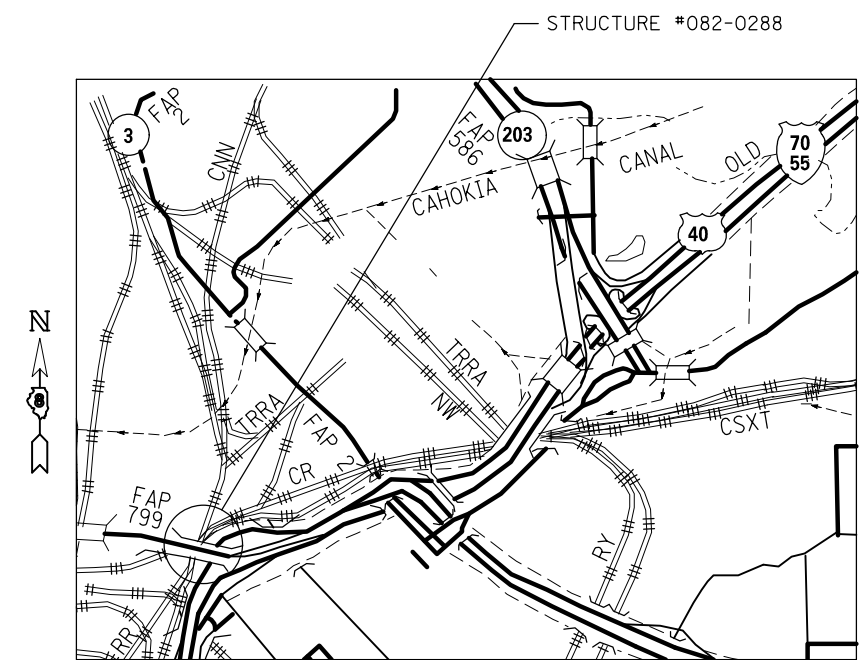 STRUCTURE #082-0288
3
FAP
2
CNN
FAP
586
203
CANAL
OLD
70
55
CAHOKIA
40
N
8
TRRA
NW
TRRA
FAP 2
CR
CSXT
FAP
799
RY
RR